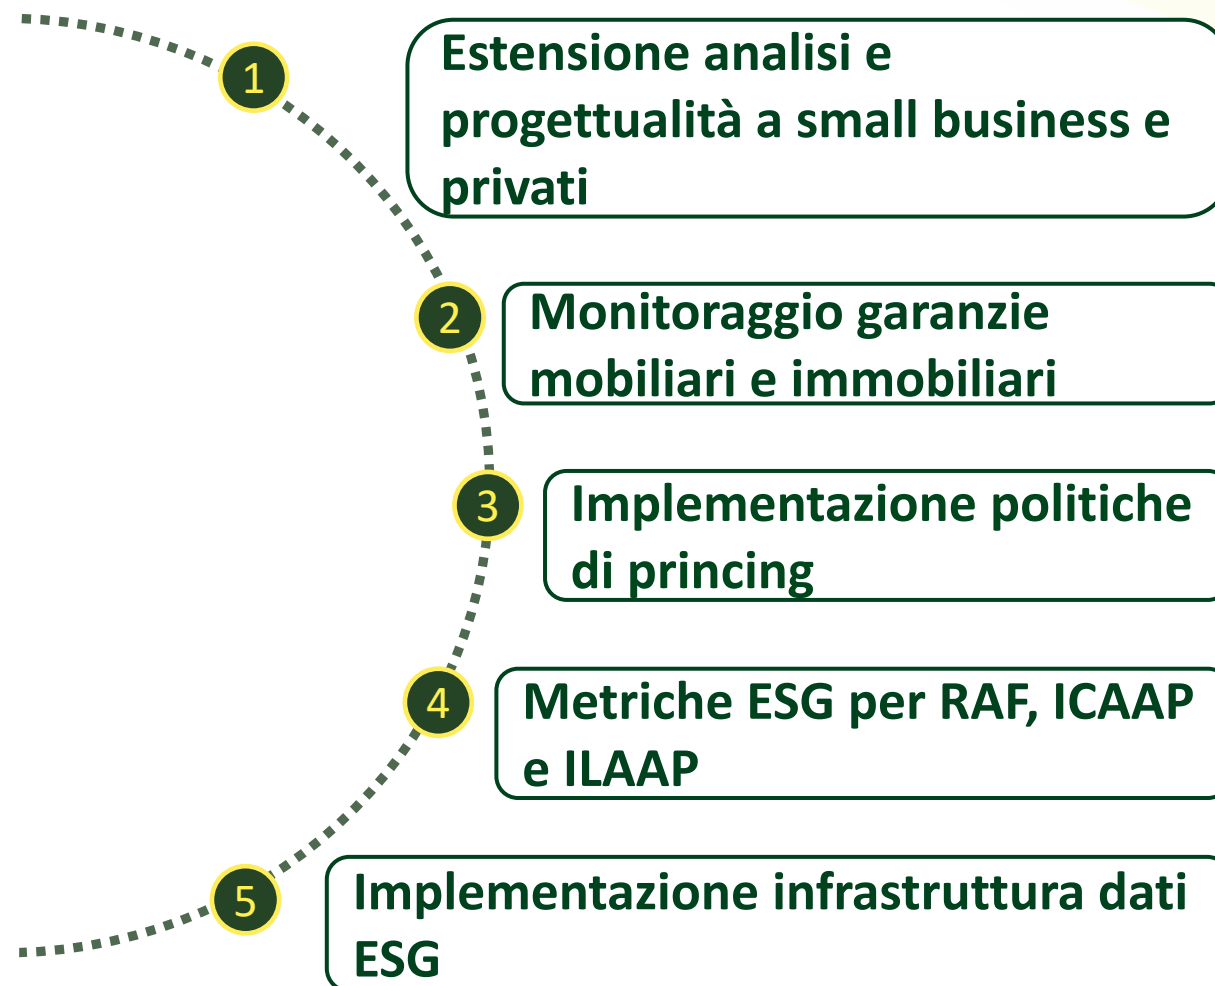 1
Estensione analisi e
progettualità a small business e
privati
2
Monitoraggio garanzie
mobiliari e immobiliari
3
Implementazione politiche
di princing
4
Metriche ESG per RAF, ICAAP
e ILAAP
5
Implementazione infrastruttura dati
ESG